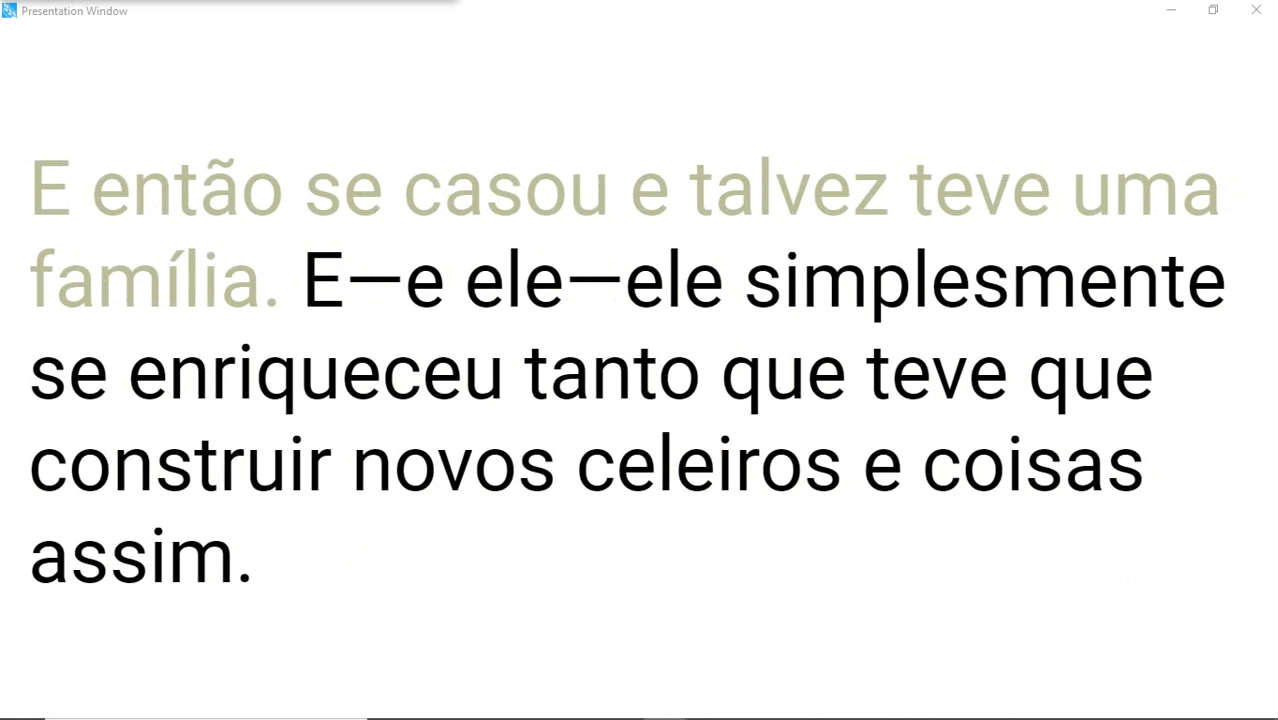 Presentation Window
E então se casou e talvez teve uma
família. E—e ele—ele simplesmente
se enriqueceu tanto que teve que
construir novos celeiros e coisas
assim.